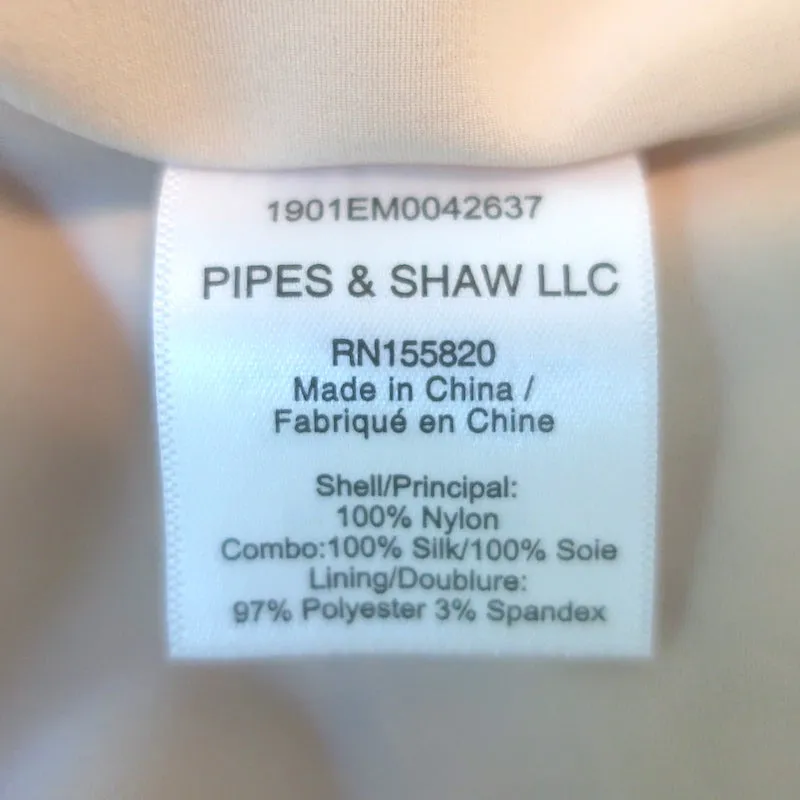 1901EM0042637
PIPES & SHAW LLC
RN155820
Made in China /
Fabriqué en Chine
Shell/Principal:
100% Nylon
Combo:100% Silk/100% Soie
Lining/Doublure:
97% Polyester 3% Spandex